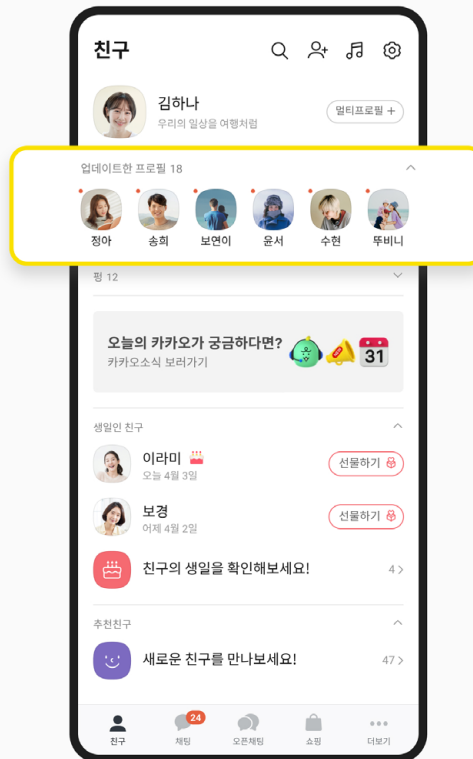 친구
김하나
우리의 일상을 여행처럼
멀티프로필 +
업데이트한 프로필 18
정아 송희 보연이 윤서 수현 뚜비니
펑 12
오늘의 카카오가 궁금하다면?
카카오소식 보러가기
31
생일인 친구
이라미
오늘 4월 3일
선물하기
보경
어제 4월 2일
선물하기
친구의 생일을 확인해보세요! 4
추천친구
새로운 친구를 만나보세요! 47
24
친구 채팅 오픈채팅 쇼핑 더보기